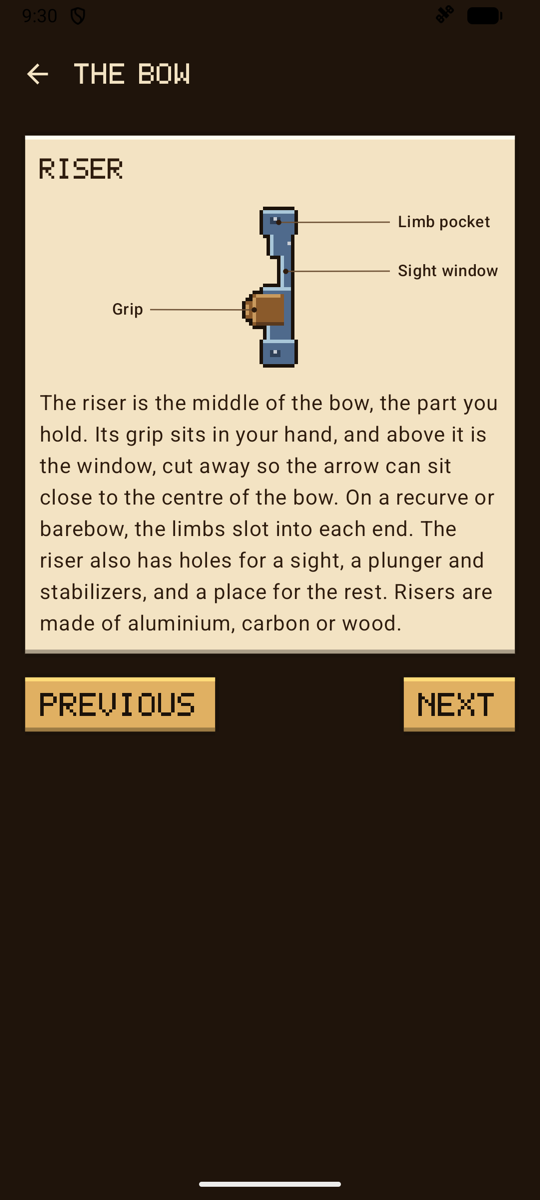 9:30
THE BOW
RISER
Limb pocket
Sight window
Grip
The riser is the middle of the bow, the part you
hold. Its grip sits in your hand, and above it is
the window, cut away so the arrow can sit
close to the centre of the bow. On a recurve or
barebow, the limbs slot into each end. The
riser also has holes for a sight, a plunger and
stabilizers, and a place for the rest. Risers are
made of aluminium, carbon or wood.
PREVIOUS
NEXT